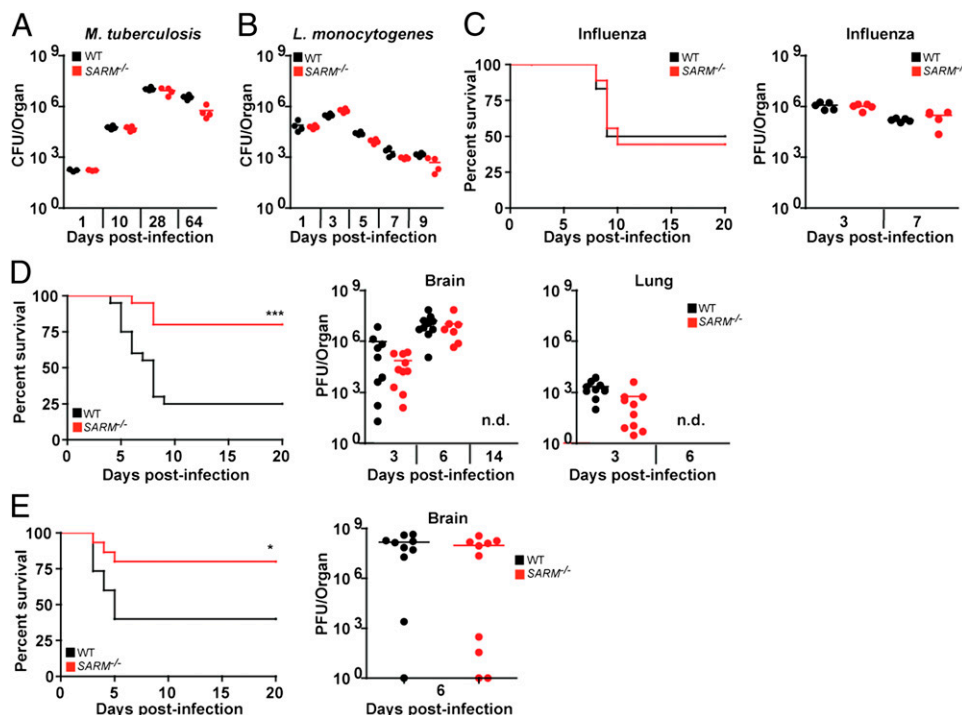 A
M. tuberculosis
WT
SARM-/-
CFU/Organ
10 9
10 6
10 3
10 0
1 10 28 64
Days post-infection
B
L. monocytogenes
WT
SARM-/-
CFU/Organ
10 9
10 6
10 3
10 0
1 3 5 7 9
Days post-infection
C
Influenza
WT
SARM-/-
Percent survival
100
75
50
25
0
0 5 10 15 20
Days post-infection
Influenza
WT
SARM-/-
PFU/Organ
10 9
10 6
10 3
10 0
3 7
Days post-infection
D
Percent survival
100
75
50
25
0
***
WT
SARM-/-
0 5 10 15 20
Days post-infection
Brain
PFU/Organ
10 9
10 6
10 3
10 0
n.d.
3 6 14
Days post-infection
Lung
WT
SARM-/-
10 9
10 6
10 3
10 0
n.d.
3 6
Days post-infection
E
Percent survival
100
75
50
25
0
*
WT
SARM-/-
0 5 10 15 20
Days post-infection
Brain
WT
SARM-/-
PFU/Organ
10 9
10 6
10 3
10 0
6
Days post-infection